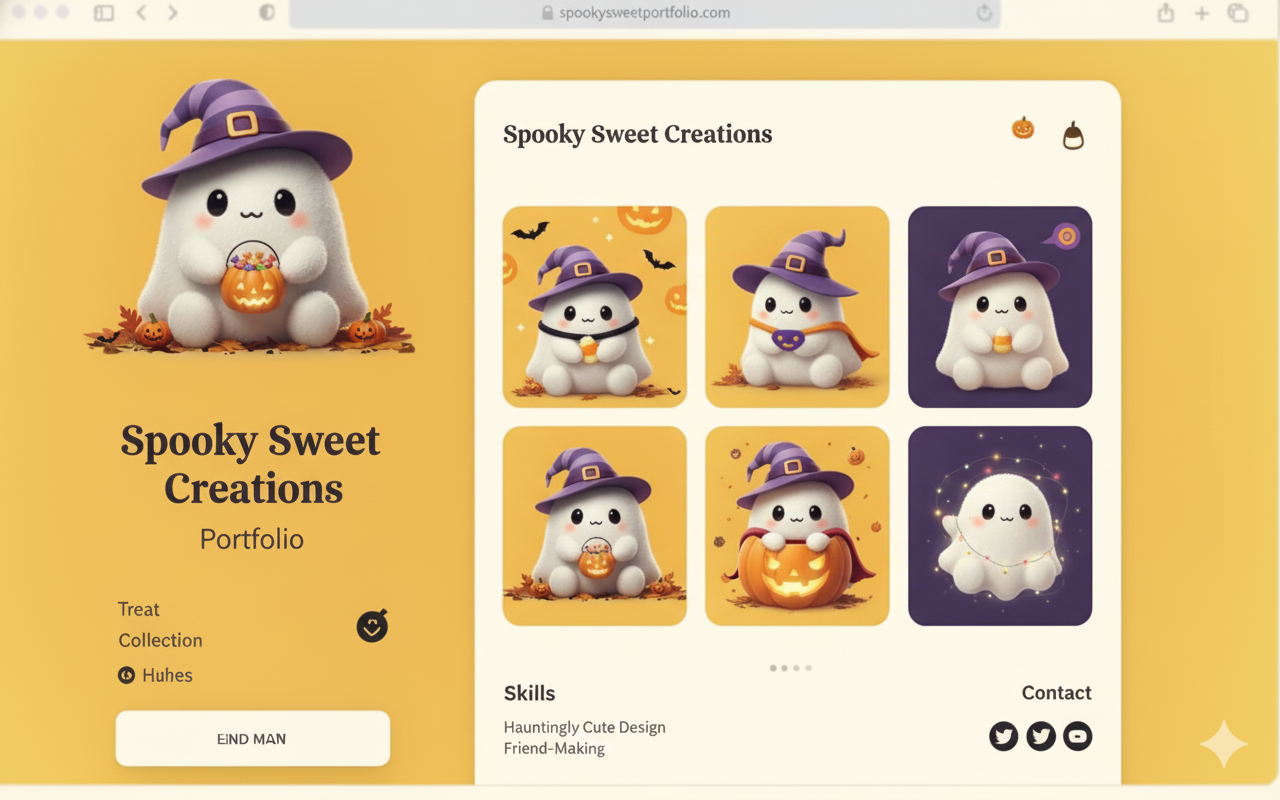 spookysweetportfolio.com
Spooky Sweet
Creations
Portfolio
Treat
Collection
Huhes
EIND MAN
Spooky Sweet Creations
Skills
Hauntingly Cute Design
Friend-Making
Contact